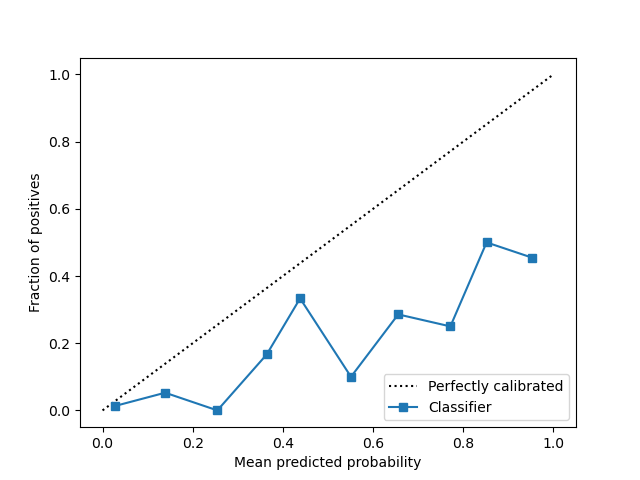 1.0
0.8
0.6
0.4
0.2
0.0
Fraction of positives
Perfectly calibrated
Classifier
0.0 0.2 0.4 0.6 0.8 1.0
Mean predicted probability